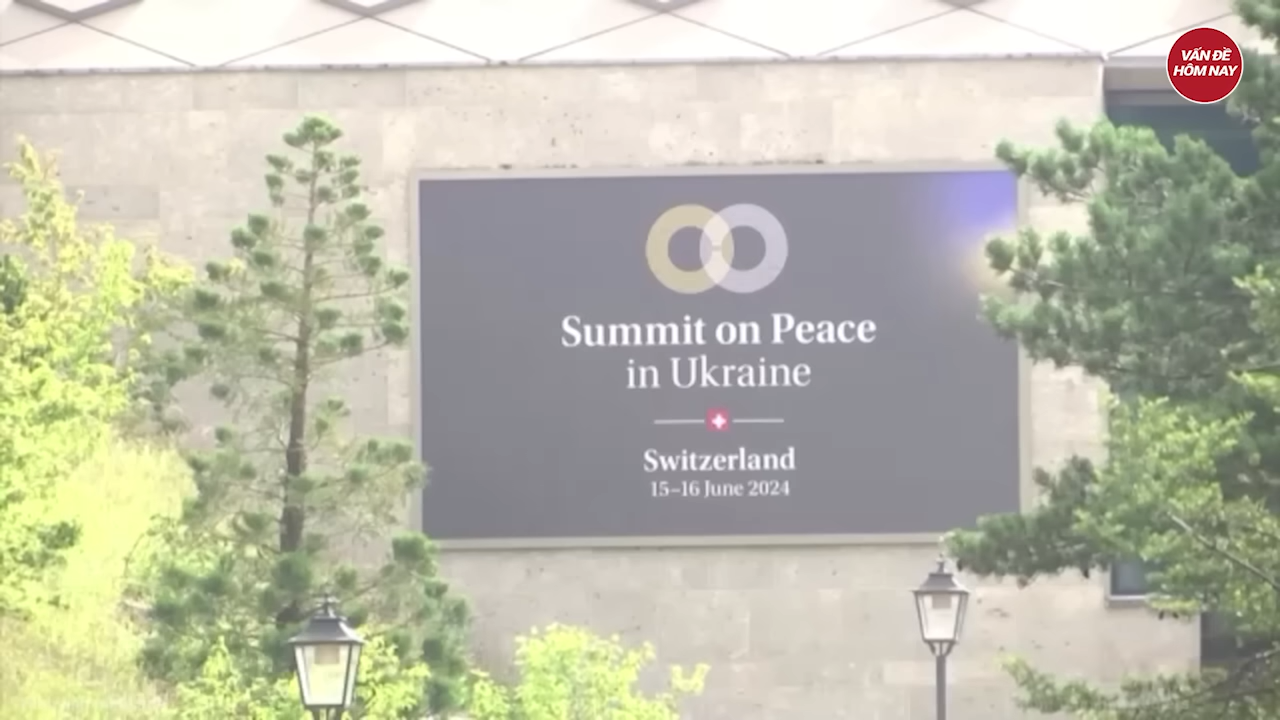 VẤN ĐỀ
HÔM NAY
Summit on Peace
in Ukraine
Switzerland
15–16 June 2024